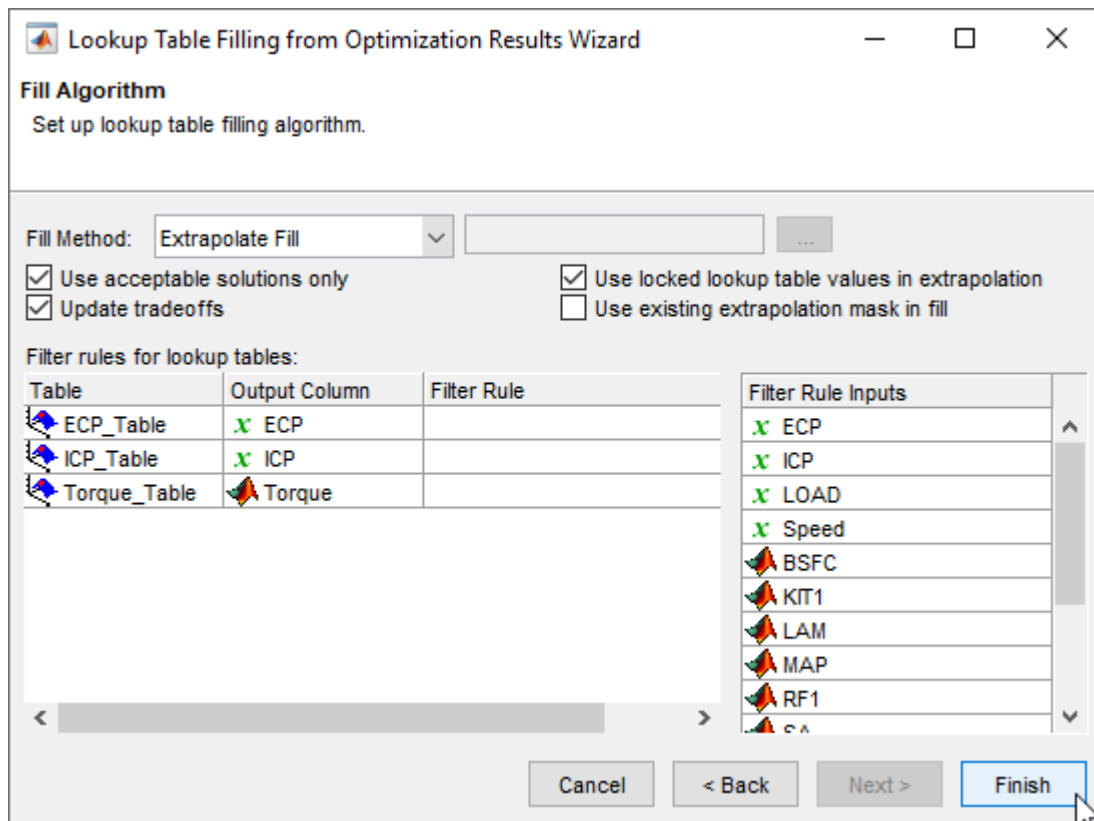 Lookup Table Filling from Optimization Results Wizard
Fill Algorithm
Set up lookup table filling algorithm.
Fill Method: Extrapolate Fill ...
Use acceptable solutions only
Use locked lookup table values in extrapolation
Update tradeoffs
Use existing extrapolation mask in fill
Filter rules for lookup tables:
Table Output Column Filter Rule
ECP_Table x ECP
ICP_Table x ICP
Torque_Table Torque
Filter Rule Inputs
x ECP
x ICP
x LOAD
x Speed
BSFC
KIT1
LAM
MAP
RF1
SA
Cancel < Back Next > Finish